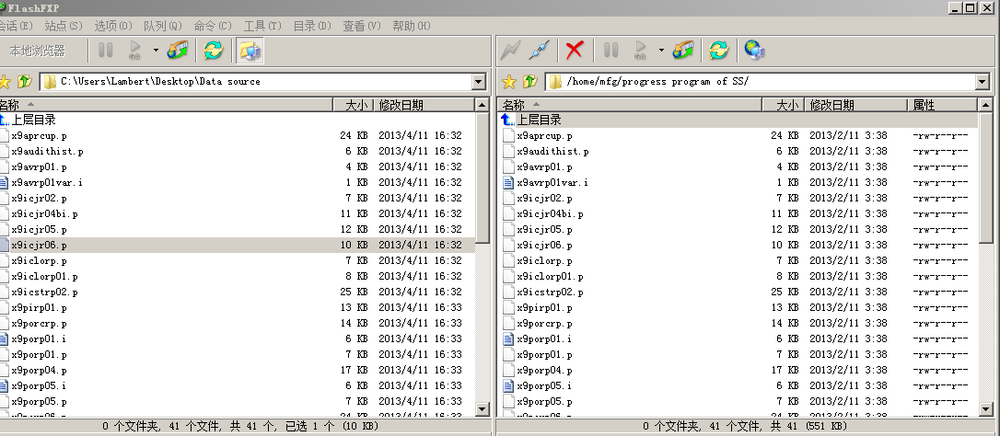 FlashFXP
会话(E) 站点(S) 选项(O) 队列(Q) 命令(C) 工具(T) 目录(D) 查看(V) 帮助(H)
本地浏览器 GO GO
C:\Users\Lambert\Desktop\Data source
名称 大小 修改日期
上层目录
x9aprcup.p 24 KB 2013/4/11 16:32
x9audithist.p 6 KB 2013/4/11 16:32
x9avrp01.p 4 KB 2013/4/11 16:32
x9avrp01var.i 1 KB 2013/4/11 16:32
x9icjr02.p 7 KB 2013/4/11 16:32
x9icjr04bi.p 11 KB 2013/4/11 16:32
x9icjr05.p 12 KB 2013/4/11 16:32
x9icjr06.p 10 KB 2013/4/11 16:32
x9iclorp.p 7 KB 2013/4/11 16:32
x9iclorp01.p 8 KB 2013/4/11 16:32
x9icstrp02.p 25 KB 2013/4/11 16:32
x9pirp01.p 13 KB 2013/4/11 16:33
x9porcrp.p 14 KB 2013/4/11 16:33
x9porp01.i 6 KB 2013/4/11 16:33
x9porp01.p 7 KB 2013/4/11 16:33
x9porp04.p 17 KB 2013/4/11 16:33
x9porp05.i 6 KB 2013/4/11 16:33
x9porp05.p 7 KB 2013/4/11 16:33
0 个文件夹, 41 个文件, 共 41 个, 已选 1 个 (10 KB)
/home/mfg/progress program of SS/
名称 大小 修改日期 属性
上层目录
x9aprcup.p 24 KB 2013/2/11 3:38 -rw-r--r--
x9audithist.p 6 KB 2013/2/11 3:38 -rw-r--r--
x9avrp01.p 4 KB 2013/2/11 3:38 -rw-r--r--
x9avrp01var.i 1 KB 2013/2/11 3:38 -rw-r--r--
x9icjr02.p 7 KB 2013/2/11 3:38 -rw-r--r--
x9icjr04bi.p 11 KB 2013/2/11 3:38 -rw-r--r--
x9icjr05.p 12 KB 2013/2/11 3:38 -rw-r--r--
x9icjr06.p 10 KB 2013/2/11 3:38 -rw-r--r--
x9iclorp.p 7 KB 2013/2/11 3:38 -rw-r--r--
x9iclorp01.p 8 KB 2013/2/11 3:38 -rw-r--r--
x9icstrp02.p 25 KB 2013/2/11 3:38 -rw-r--r--
x9pirp01.p 13 KB 2013/2/11 3:38 -rw-r--r--
x9porcrp.p 14 KB 2013/2/11 3:38 -rw-r--r--
x9porp01.i 6 KB 2013/2/11 3:38 -rw-r--r--
x9porp01.p 7 KB 2013/2/11 3:38 -rw-r--r--
x9porp04.p 17 KB 2013/2/11 3:38 -rw-r--r--
x9porp05.i 6 KB 2013/2/11 3:38 -rw-r--r--
x9porp05.p 7 KB 2013/2/11 3:38 -rw-r--r--
0 个文件夹, 41 个文件, 共 41 (551 KB)